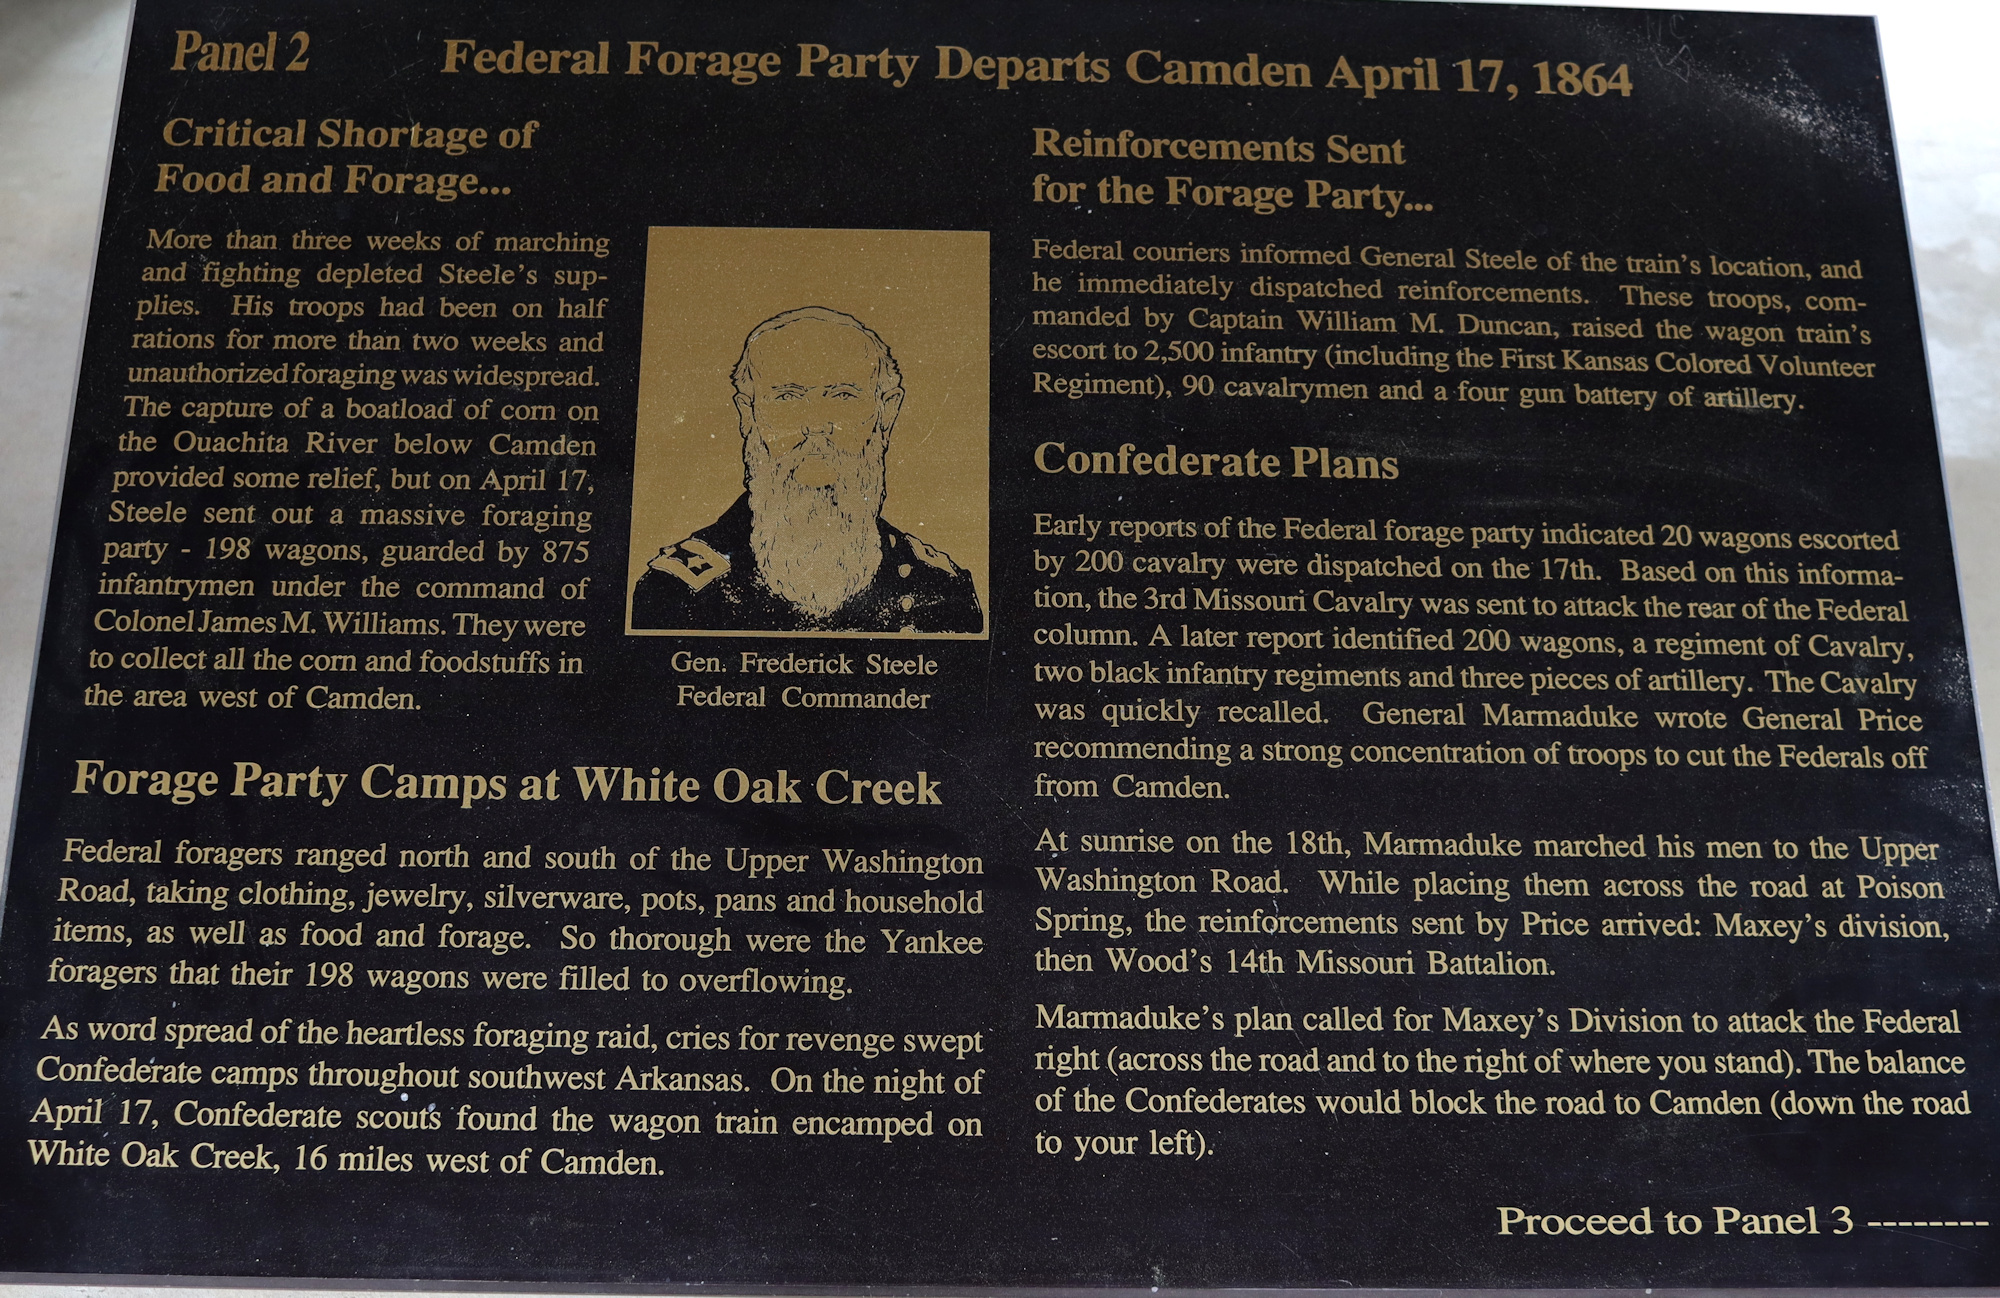 Panel 2
Federal Forage Party Departs Camden April 17, 1864
Critical Shortage of
Food and Forage...
More than three weeks of marching
and fighting depleted Steele's sup-
plies. His troops had been on half
rations for more than two weeks and
unauthorized foraging was widespread.
The capture of a boatload of corn on
the Ouachita River below Camden
provided some relief, but on April 17,
Steele sent out a massive foraging
party - 198 wagons, guarded by 875
infantrymen under the command of
Colonel James M. Williams. They were
to collect all the corn and foodstuffs in
the area west of Camden.
Gen. Frederick Steele
Federal Commander
Forage Party Camps at White Oak Creek
Federal foragers ranged north and south of the Upper Washington
Road, taking clothing, jewelry, silverware, pots, pans and household
items, as well as food and forage. So thorough were the Yankee
foragers that their 198 wagons were filled to overflowing.
As word spread of the heartless foraging raid, cries for revenge swept
Confederate camps throughout southwest Arkansas. On the night of
April 17, Confederate scouts found the wagon train encamped on
White Oak Creek, 16 miles west of Camden.
Reinforcements Sent
for the Forage Party...
Federal couriers informed General Steele of the train's location, and
he immediately dispatched reinforcements. These troops, com-
manded by Captain William M. Duncan, raised the wagon train's
escort to 2,500 infantry (including the First Kansas Colored Volunteer
Regiment), 90 cavalrymen and a four gun battery of artillery.
Confederate Plans
Early reports of the Federal forage party indicated 20 wagons escorted
by 200 cavalry were dispatched on the 17th. Based on this informa-
tion, the 3rd Missouri Cavalry was sent to attack the rear of the Federal
column. A later report identified 200 wagons, a regiment of Cavalry,
two black infantry regiments and three pieces of artillery. The Cavalry
was quickly recalled. General Marmaduke wrote General Price
recommending a strong concentration of troops to cut the Federals off
from Camden.
At sunrise on the 18th, Marmaduke marched his men to the Upper
Washington Road. While placing them across the road at Poison
Spring, the reinforcements sent by Price arrived: Maxey's division,
then Wood's 14th Missouri Battalion.
Marmaduke's plan called for Maxey's Division to attack the Federal
right (across the road and to the right of where you stand). The balance
of the Confederates would block the road to Camden (down the road
to your left).
Proceed to Panel 3 --------